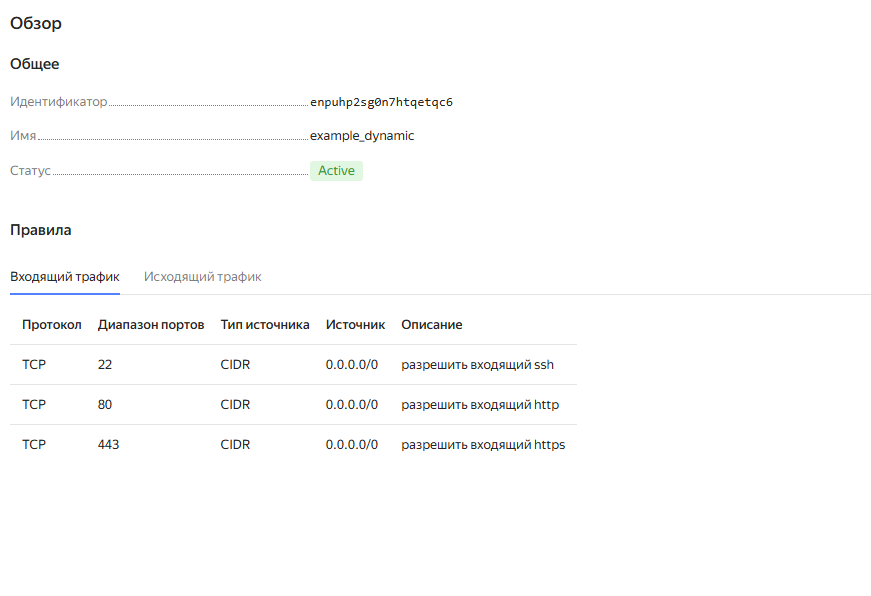 Обзор
Общее
Идентификатор enpuhp2sg0n7htqetqc6
Имя example_dynamic
Статус Active
Правила
Входящий трафик Исходящий трафик
Протокол Диапазон портов Тип источника Источник Описание
TCP 22 CIDR 0.0.0.0/0 разрешить входящий ssh
TCP 80 CIDR 0.0.0.0/0 разрешить входящий http
TCP 443 CIDR 0.0.0.0/0 разрешить входящий https